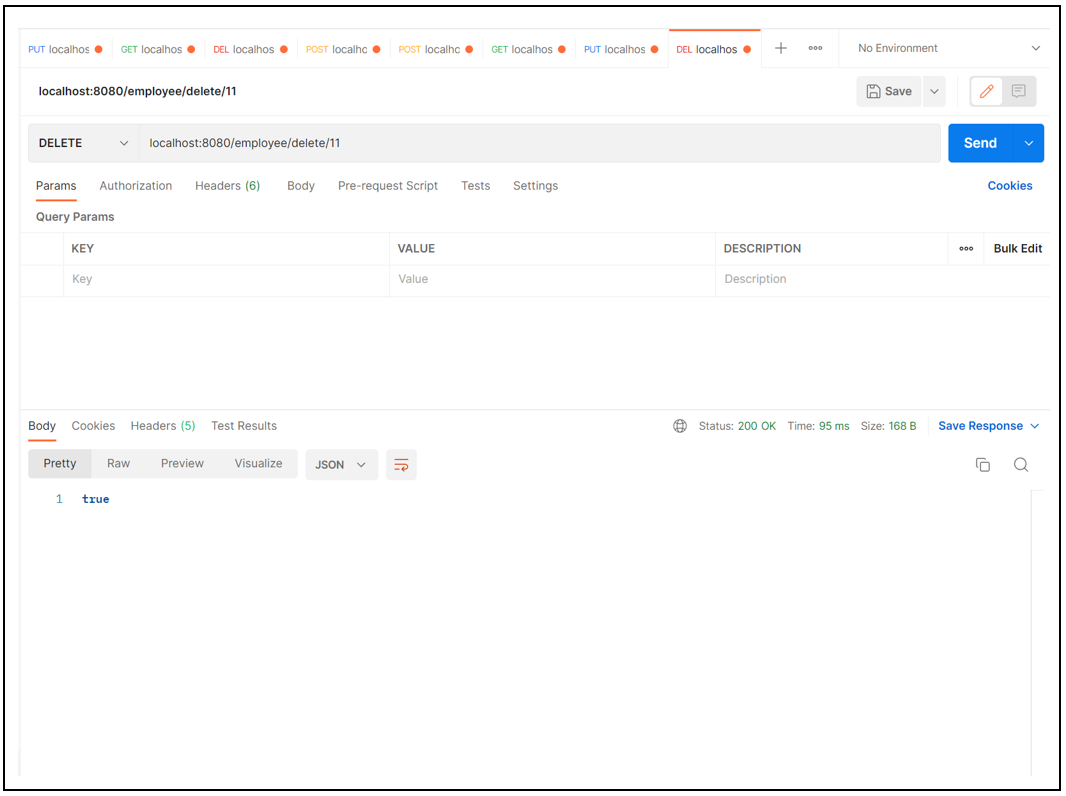 PUT localhos GET localhos DEL localhos POST localhc POST localhc GET localhos PUT localhos DEL localhos No Environment
localhost:8080/employee/delete/11 Save
DELETE localhost:8080/employee/delete/11 Send
Params Authorization Headers (6) Body Pre-request Script Tests Settings Cookies
Query Params
KEY VALUE DESCRIPTION Bulk Edit
Key Value Description
Body Cookies Headers (5) Test Results Status: 200 OK Time: 95 ms Size: 168 B Save Response
Pretty Raw Preview Visualize JSON
1 true